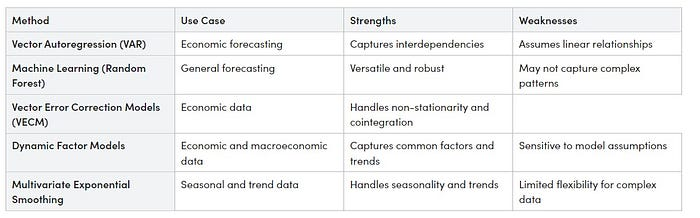 Method Use Case Strengths Weaknesses
Vector Autoregression (VAR) Economic forecasting Captures interdependencies Assumes linear relationships
Machine Learning (Random General forecasting Versatile and robust May not capture complex
Forest) patterns
Vector Error Correction Models Economic data Handles non-stationarity and
(VECM) cointegration
Dynamic Factor Models Economic and macroeconomic Captures common factors and Sensitive to model assumptions
data trends
Multivariate Exponential Seasonal and trend data Handles seasonality and trends Limited flexibility for complex
Smoothing data